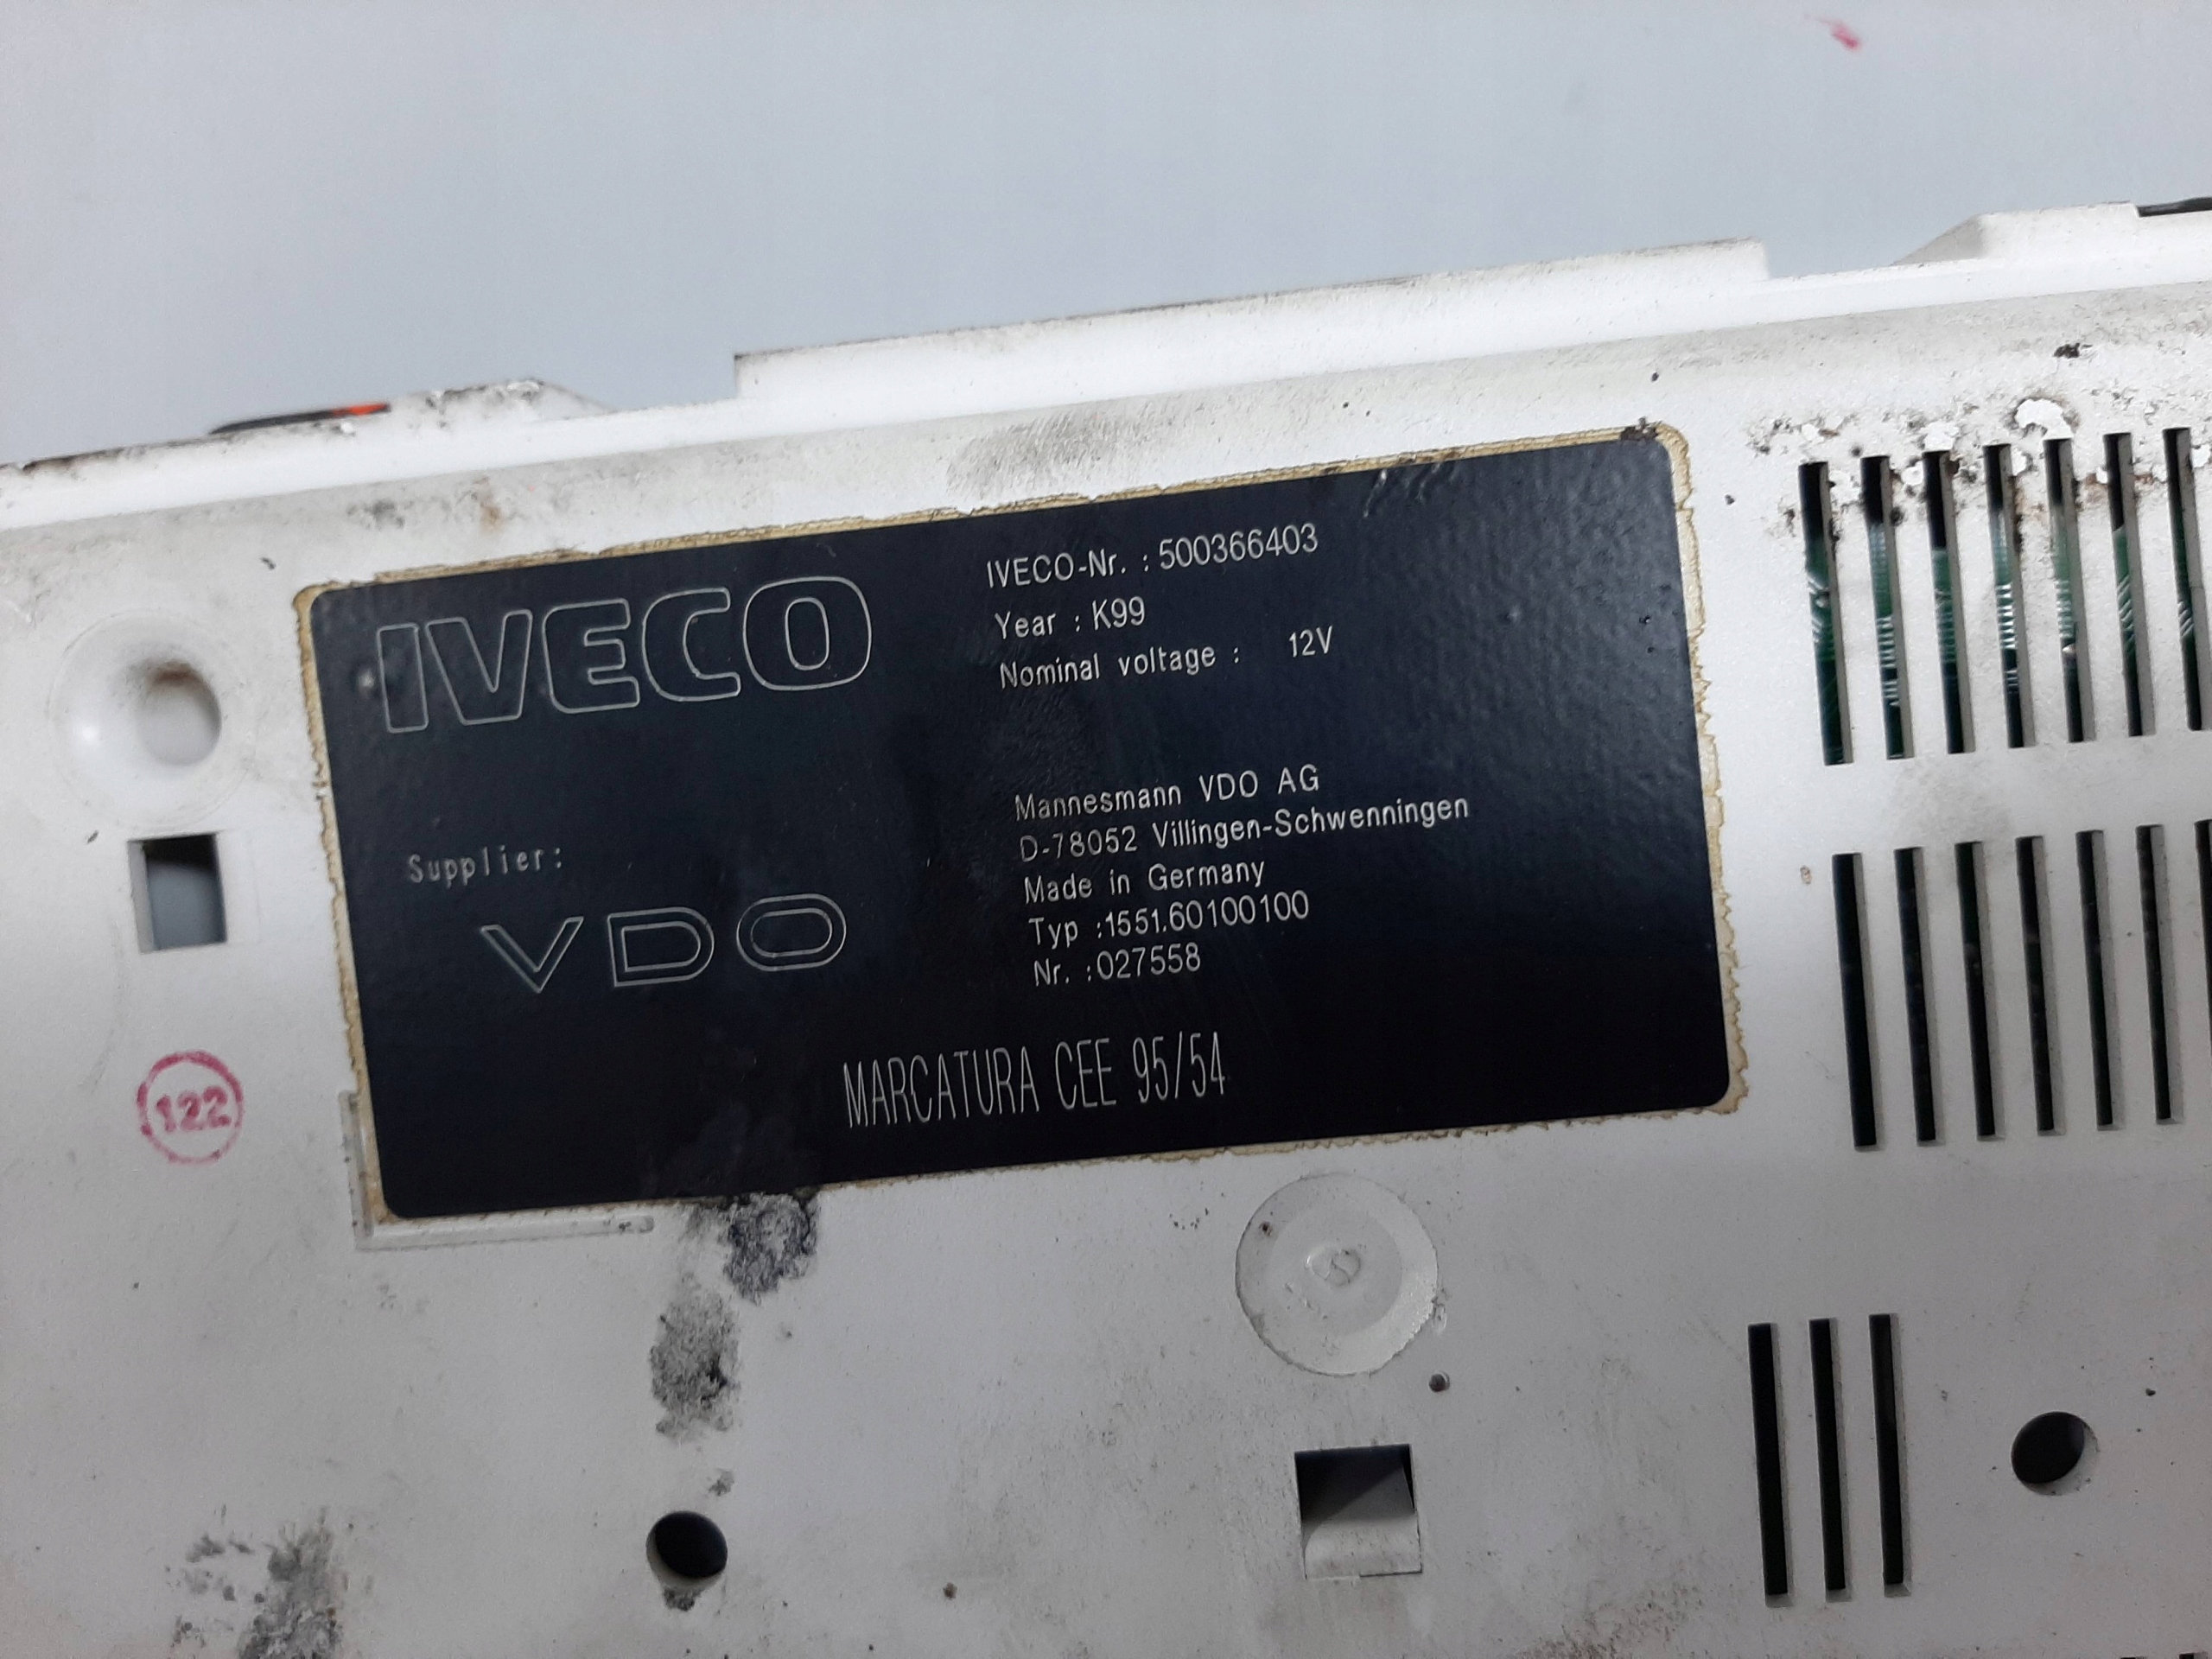 IVECO
IVECO-Nr. : 500366403
Year : K99
Nominal voltage : 12V
Supplier:
VDO
Mannesmann VDO AG
D-78052 Villingen-Schwenningen
Made in Germany
Typ :1551.60100100
Nr. :027558
MARCATURA CEE 95/54
122